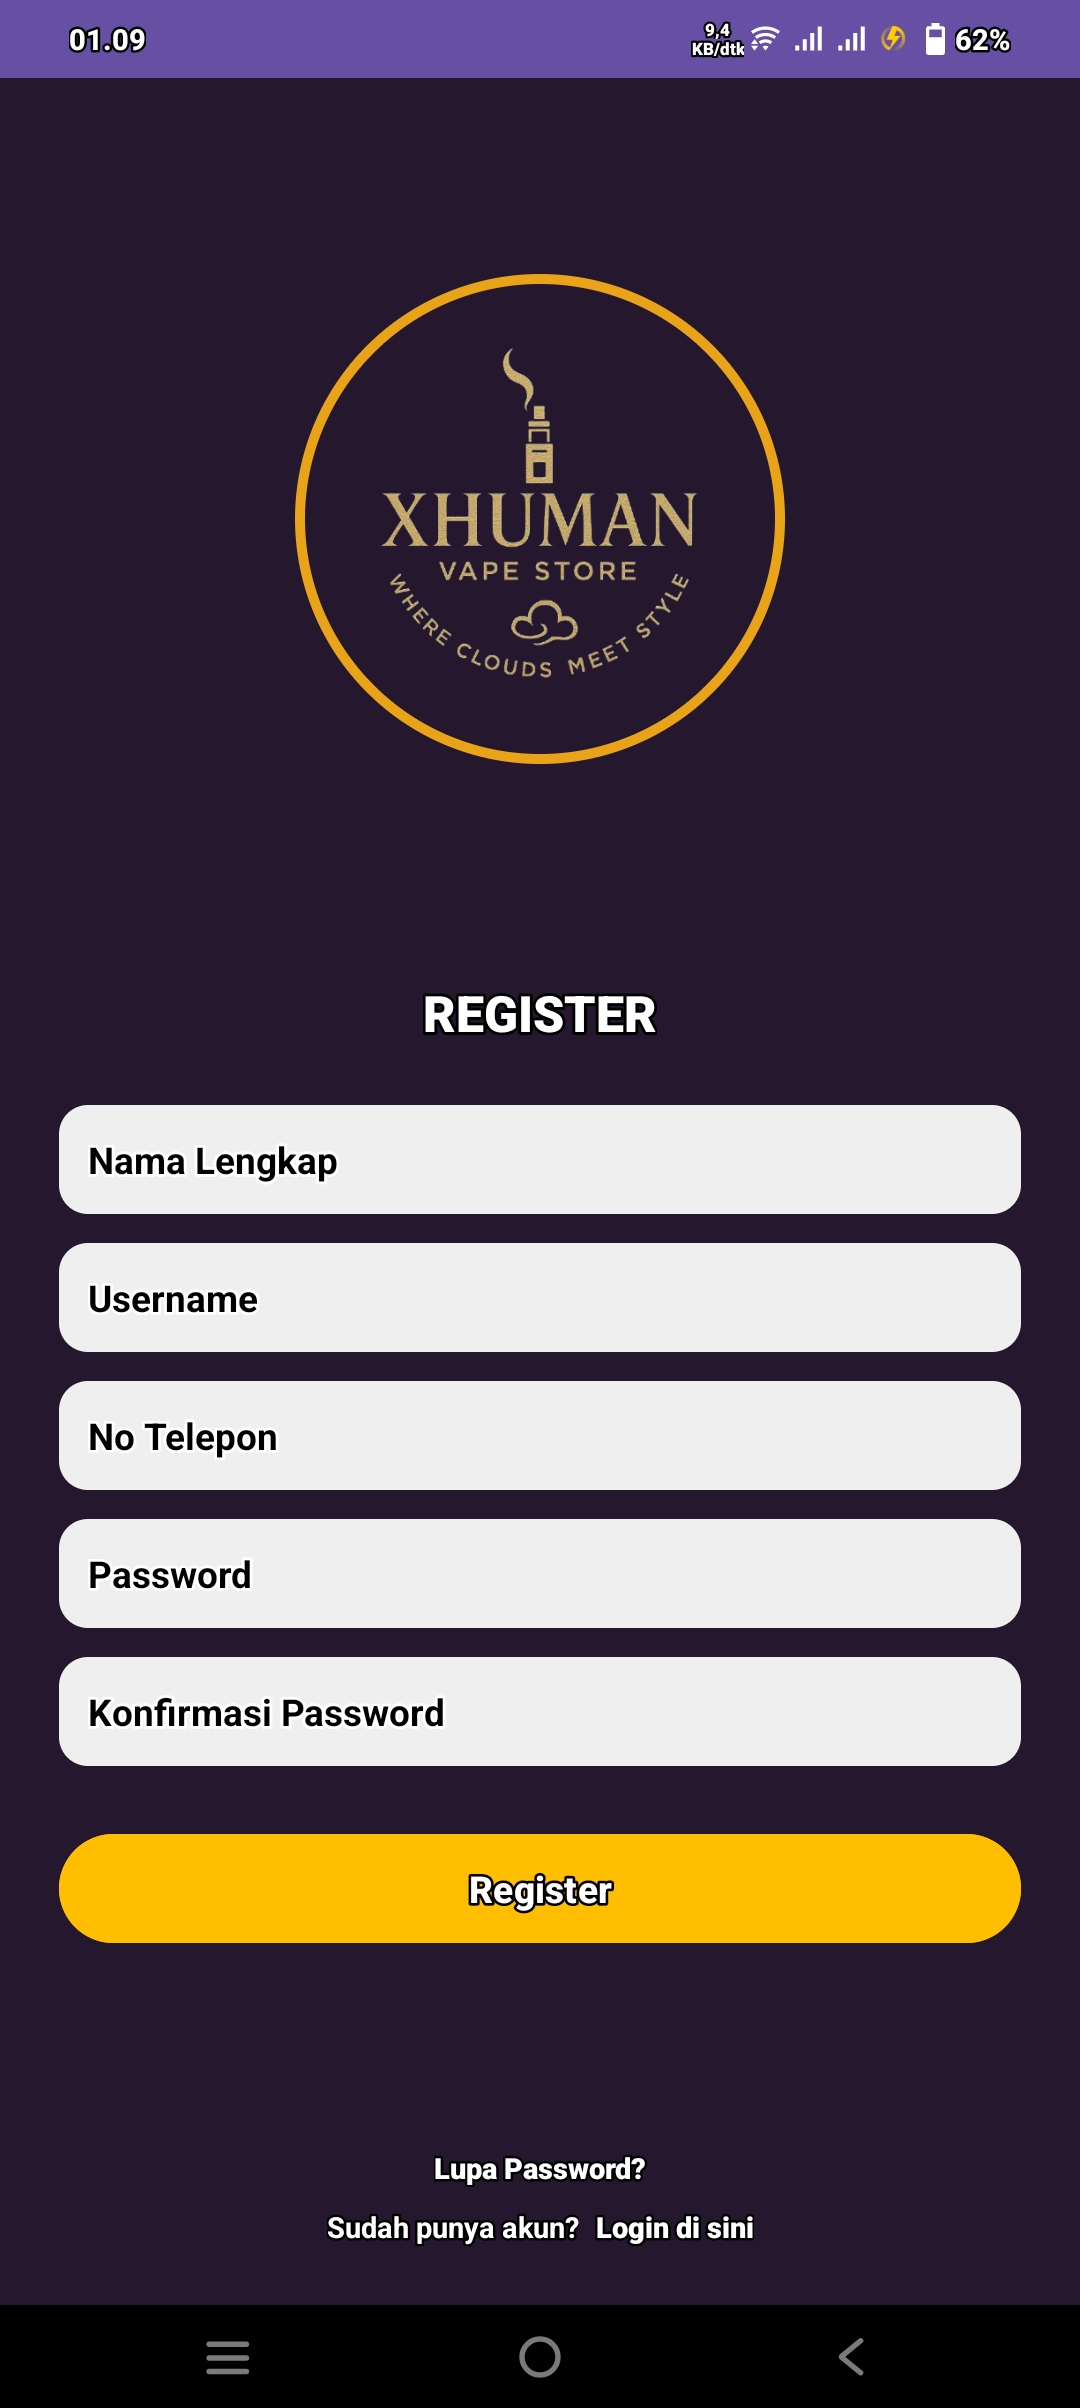 01.09
9,4
KB/dtk
62%
XHUMAN
VAPE STORE
WHERE CLOUDS MEET STYLE
REGISTER
Nama Lengkap
Username
No Telepon
Password
Konfirmasi Password
Register
Lupa Password?
Sudah punya akun? Login di sini